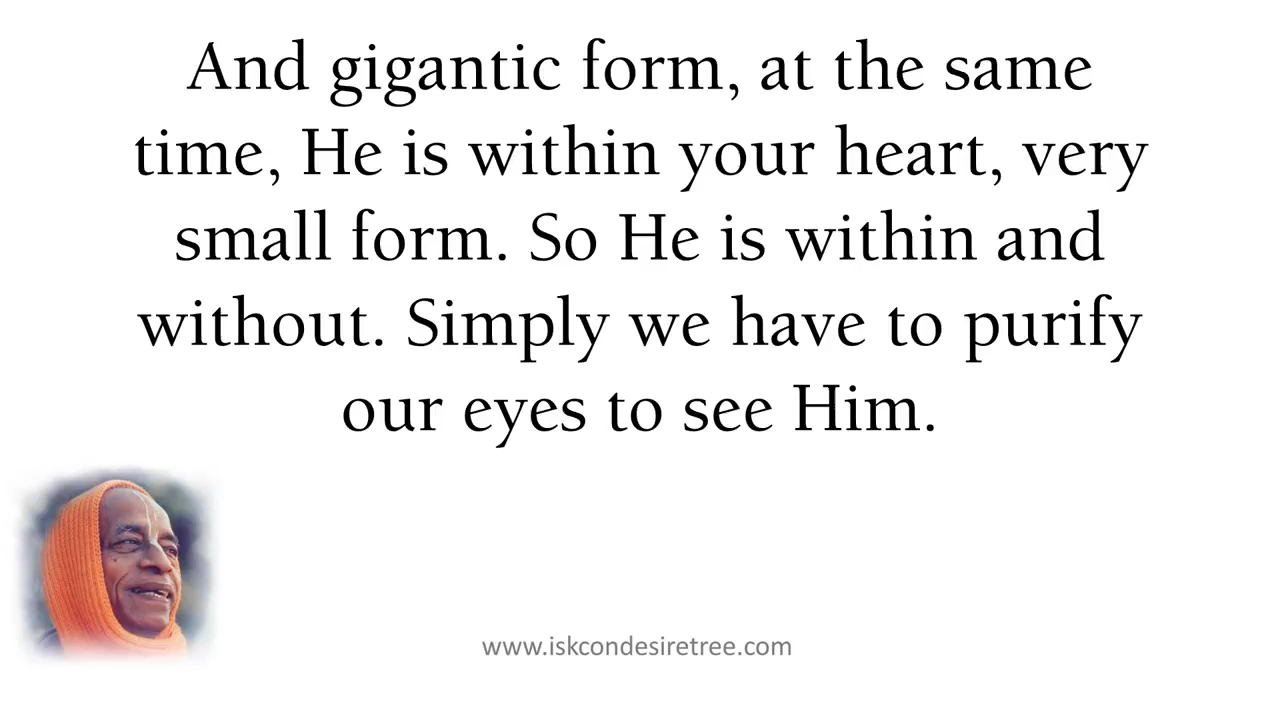 And gigantic form, at the same
time, He is within your heart, very
small form. So He is within and
without. Simply we have to purify
our eyes to see Him.
www.iskcondesiretree.com